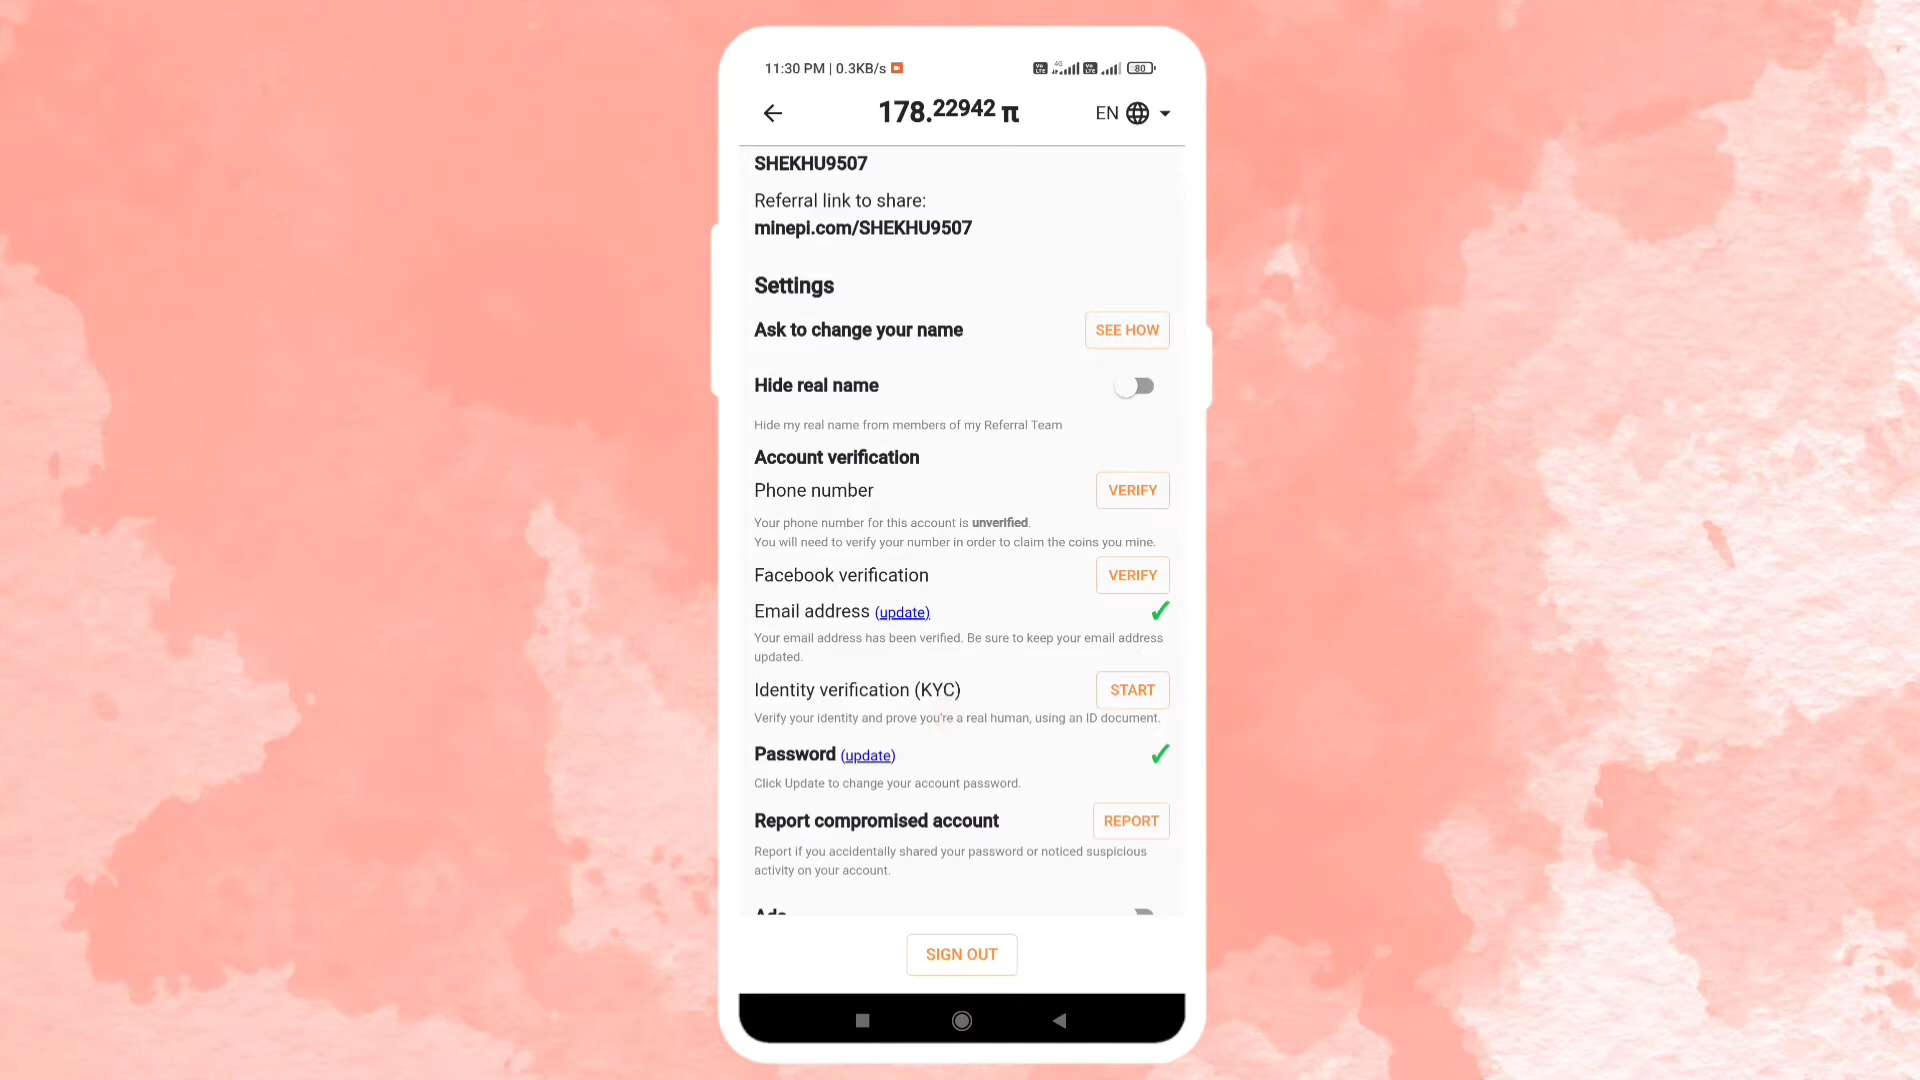 11:30 PM | 0.3KB/s
Vo LTE 4G Vo LTE 80
178.22942 π
EN
SHEKHU9507
Referral link to share:
minepi.com/SHEKHU9507
Settings
Ask to change your name
SEE HOW
Hide real name
Hide my real name from members of my Referral Team
Account verification
Phone number
VERIFY
Your phone number for this account is unverified.
You will need to verify your number in order to claim the coins you mine.
Facebook verification
VERIFY
Email address (update)
Your email address has been verified. Be sure to keep your email address
updated.
Identity verification (KYC)
START
Verify your identity and prove you're a real human, using an ID document.
Password (update)
Click Update to change your account password.
Report compromised account
REPORT
Report if you accidentally shared your password or noticed suspicious
activity on your account.
Ads
SIGN OUT